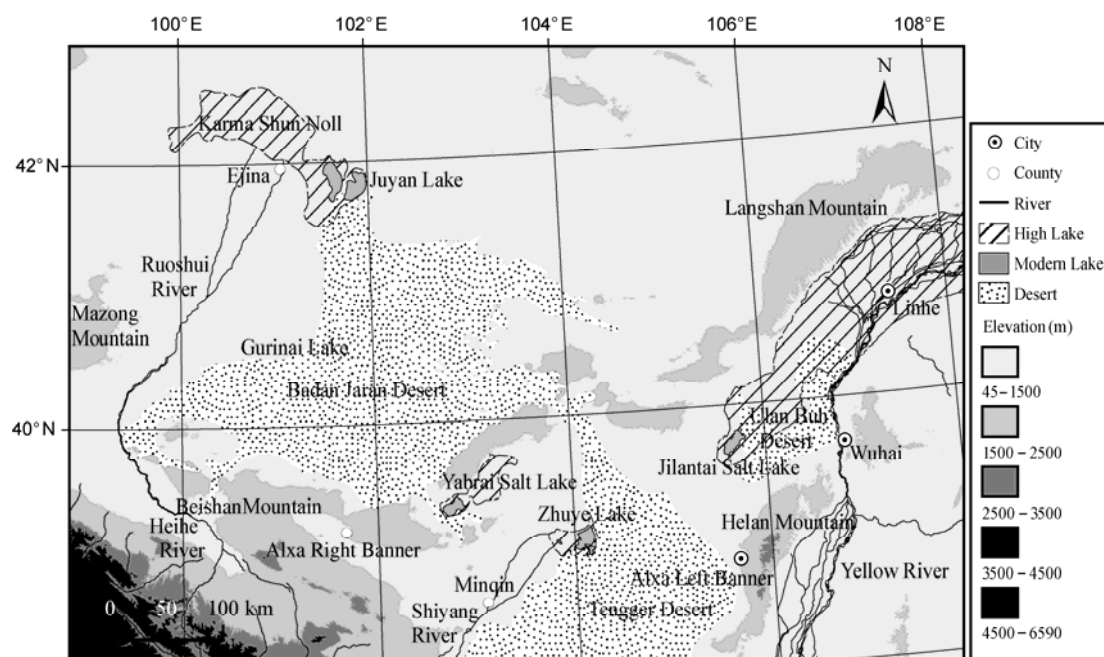 100°E 102°E 104°E 106°E 108°E
N
Karma Shun Noll
42°N
Ejina
Juyan Lake
Langshan Mountain
Ruoshui
River
Mazong
Mountain
Linhe
Gurinai Lake
Badan Jaran Desert
40°N
Ulan Buh
Desert
Wuhai
Jilantai Salt Lake
Yabrai Salt Lake
Beishan Mountain
Zhuye Lake
Helan Mountain
Heihe
River
Alxa Right Banner
Alxa Left Banner
Yellow River
Minqin
Shiyang
River
Tengger Desert
0 50 100 km
City
County
River
High Lake
Modern Lake
Desert
Elevation (m)
45–1500
1500–2500
2500–3500
3500–4500
4500–6590